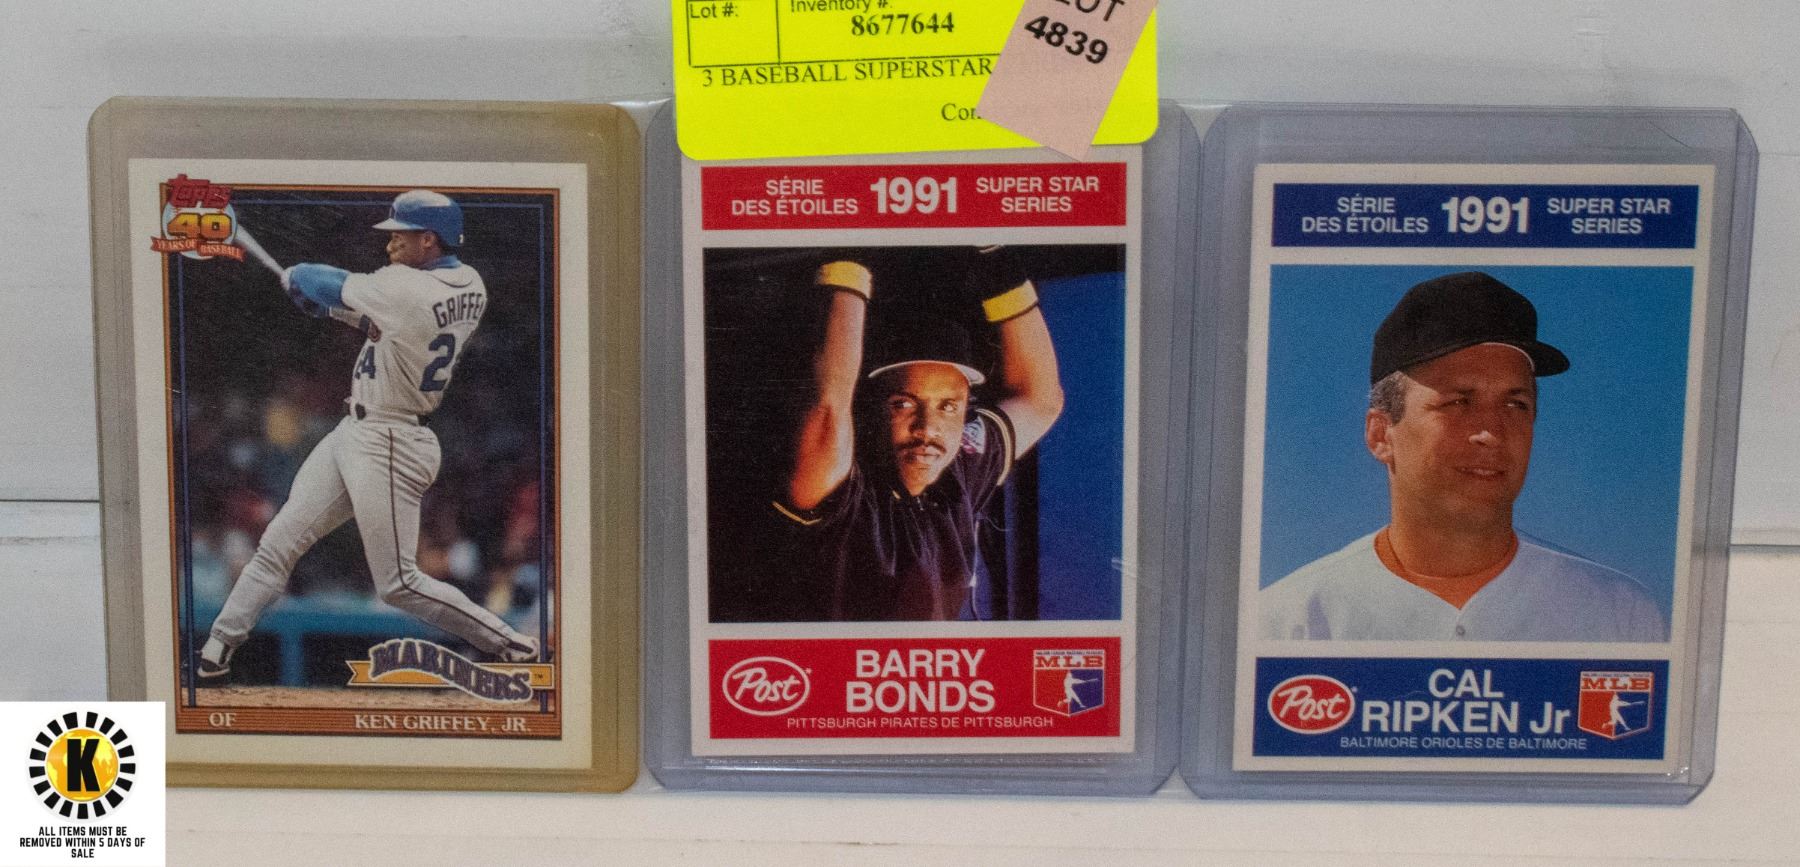 Lot #:
Inventory #:
8677644
LOT
4839
3 BASEBALL SUPERSTAR
TOPPS
40
YEARS OF BASEBALL
GRIFFE
24
2
MARINERS™
OF
KEN GRIFFEY, JR.
SÉRIE
DES ÉTOILES
1991
SUPER STAR
SERIES
Post
BARRY
BONDS
MLB
PITTSBURGH PIRATES DE PITTSBURGH
SÉRIE
DES ÉTOILES
1991
SUPER STAR
SERIES
Post
CAL
RIPKEN Jr
MLB
BALTIMORE ORIOLES DE BALTIMORE
K
ALL ITEMS MUST BE
REMOVED WITHIN 5 DAYS OF
SALE